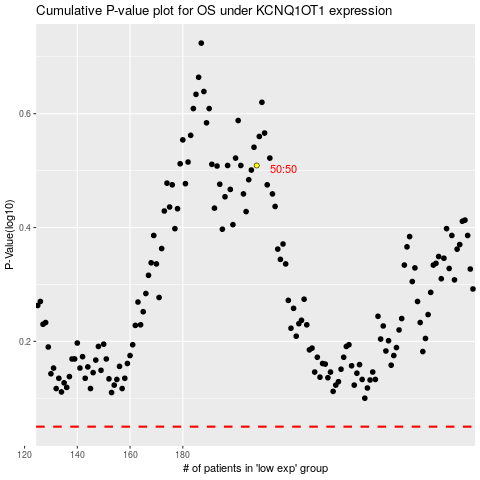 Cumulative P-value plot for OS under KCNQ1OT1 expression
P-Value(log10)
0.6
0.4
0.2
50:50
120 140 160 180
# of patients in 'low exp' group